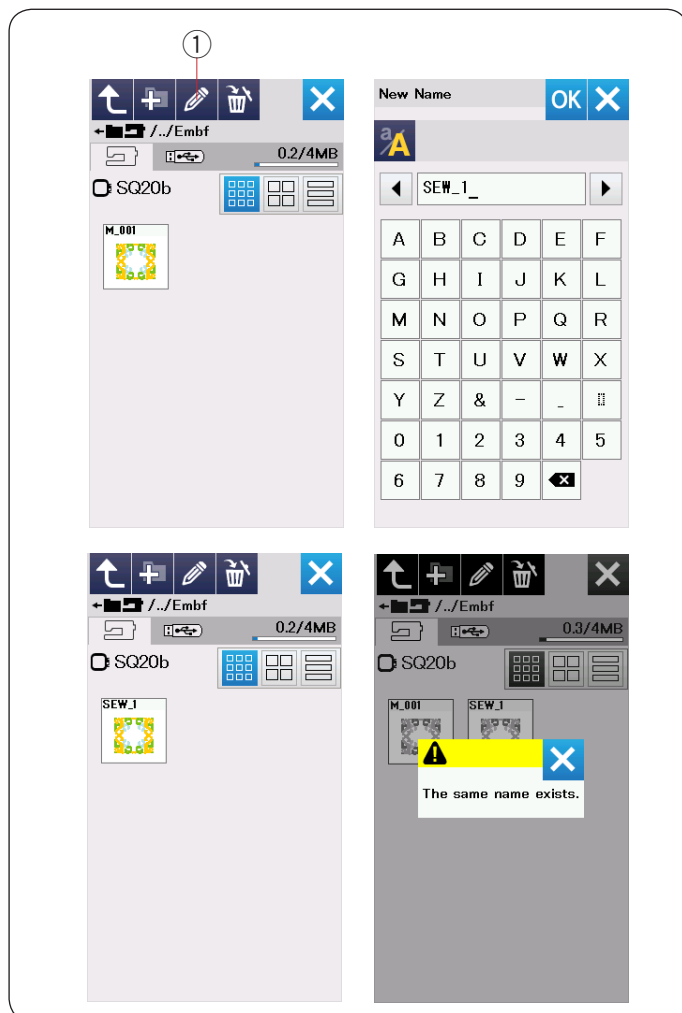 1
/../Embf
0.2/4MB
SQ20b
M_001
New Name
OK
aA
SEW_1_
A B C D E F
G H I J K L
M N O P Q R
S T U V W X
Y Z & – _
0 1 2 3 4 5
6 7 8 9
/../Embf
0.2/4MB
SQ20b
SEW_1
/../Embf
0.3/4MB
SQ20b
M_001 SEW_1
The same name exists.